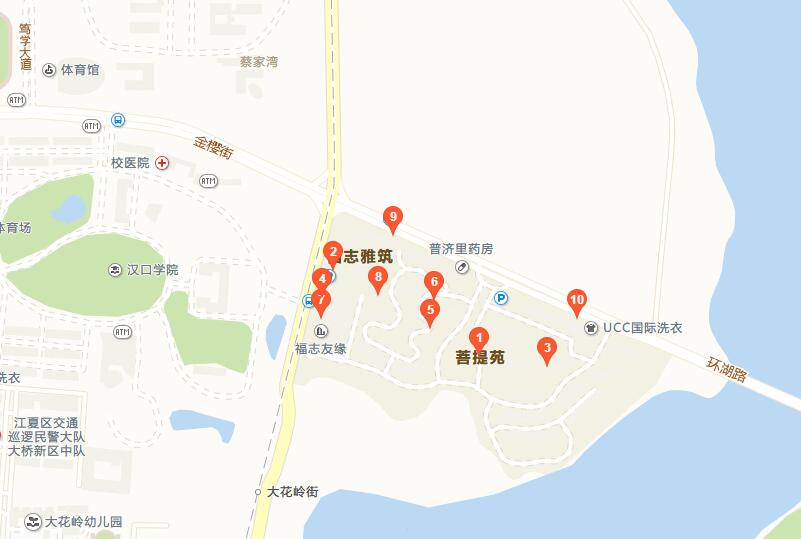 笃学大道
体育馆
蔡家湾
ATM
ATM
金樱街
校医院
ATM
9
体育场
普济里药房
2
志雅筑
汉口学院
4
8
6
7
P
10
5
ATM
UCC国际洗衣
1
福志友缘
3
菩提苑
环湖路
洗衣
江夏区交通
巡逻民警大队
大桥新区中队
大花岭街
大花岭幼儿园